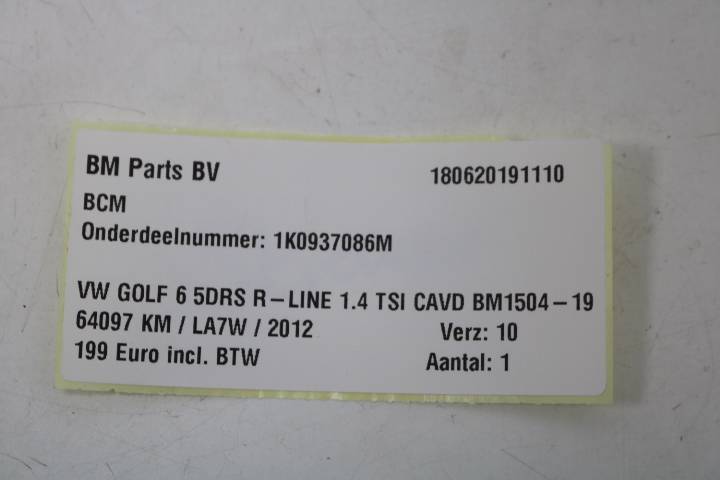 BM Parts BV 180620191110
BCM
Onderdeelnummer: 1K0937086M
VW GOLF 6 5DRS R-LINE 1.4 TSI CAVD BM1504-19
64097 KM / LA7W / 2012 Verz: 10
199 Euro incl. BTW Aantal: 1